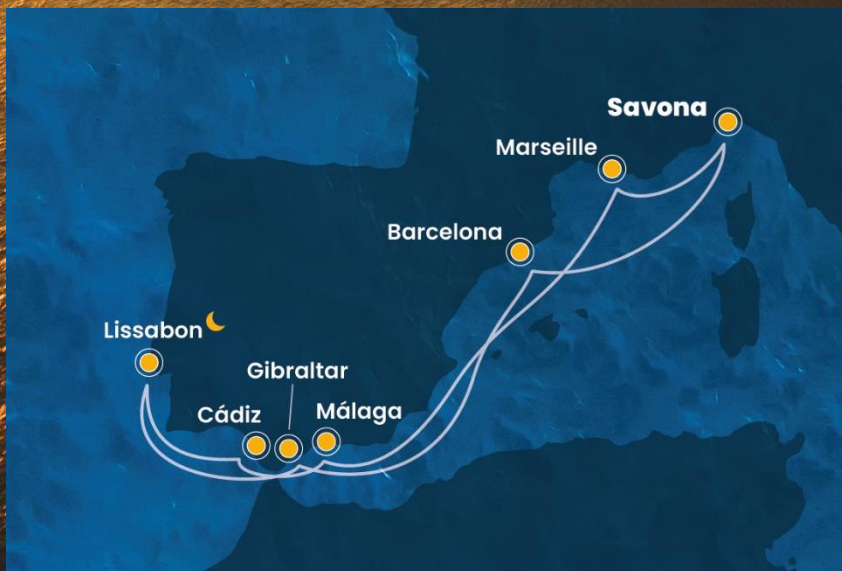 Savona
Marseille
Barcelona
Lissabon
Gibraltar
Cádiz
Málaga